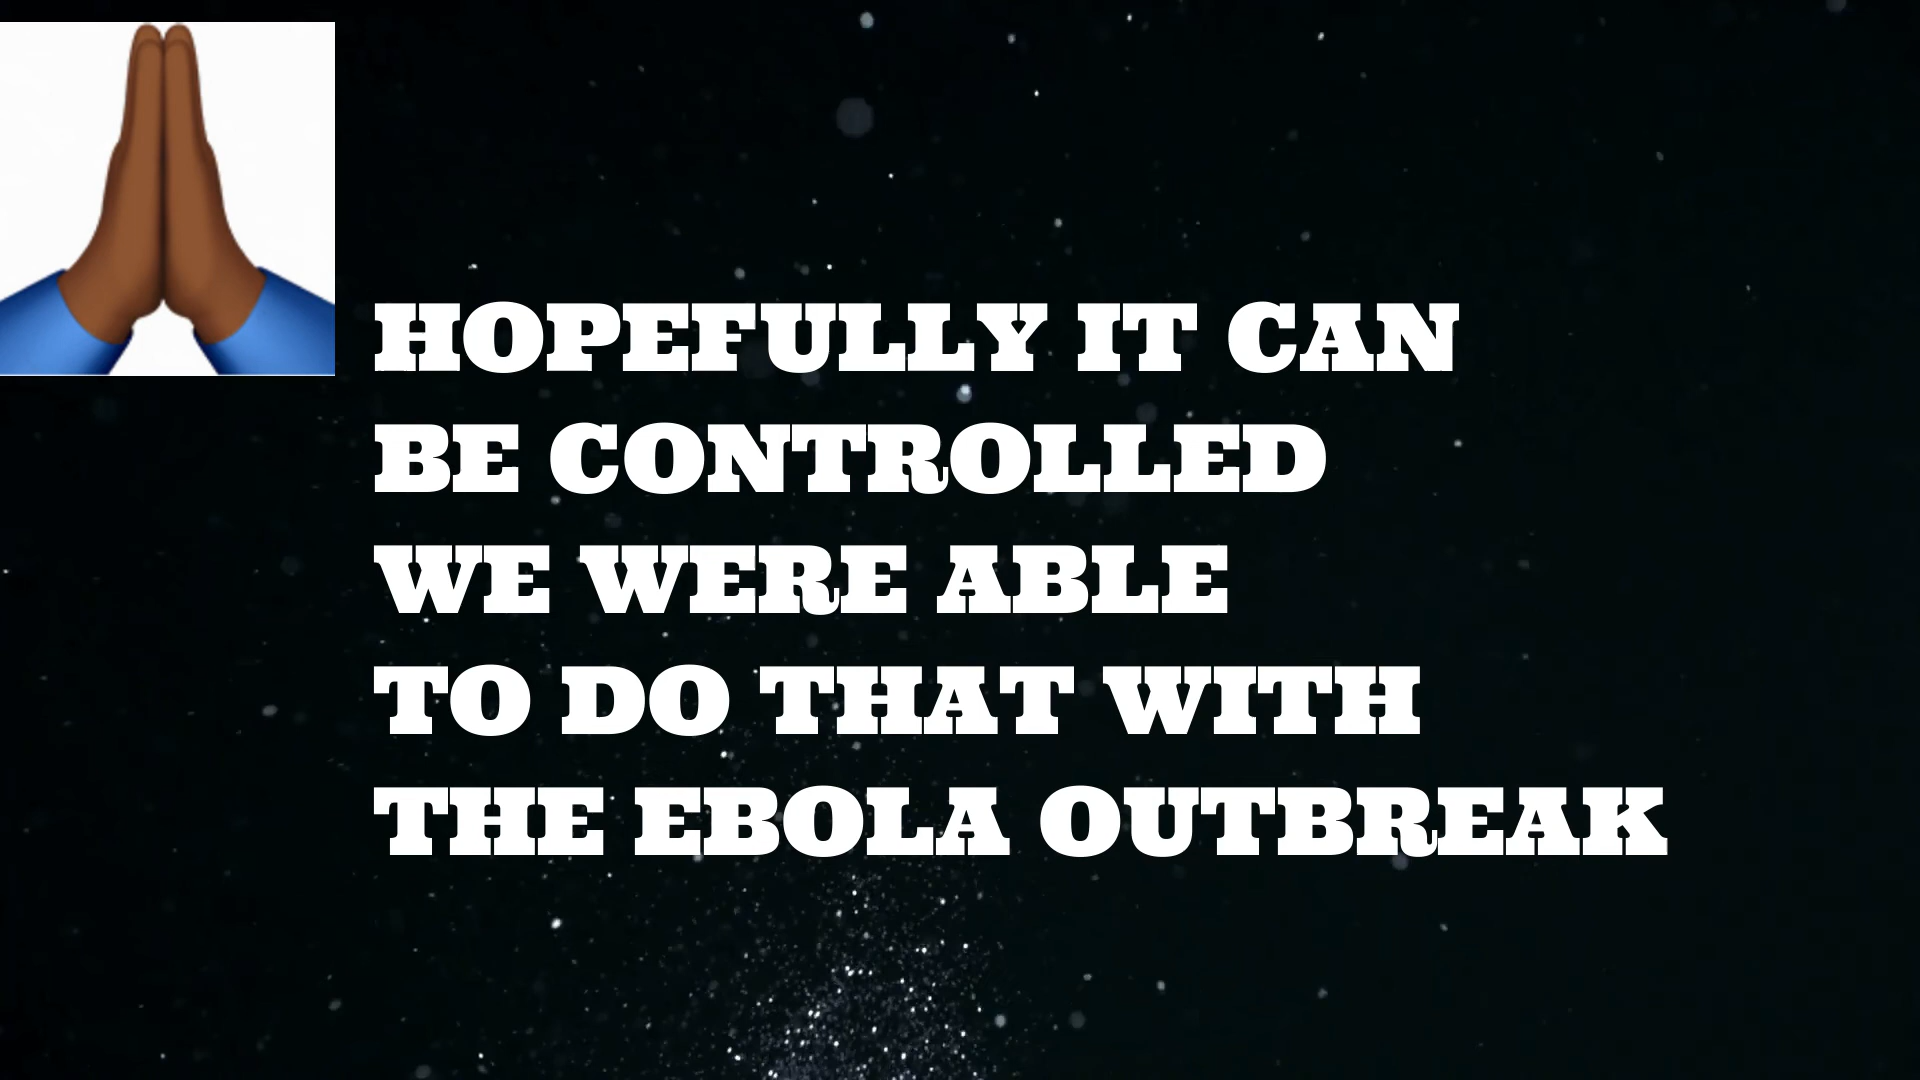 HOPEFULLY IT CAN
BE CONTROLLED
WE WERE ABLE
TO DO THAT WITH
THE EBOLA OUTBREAK